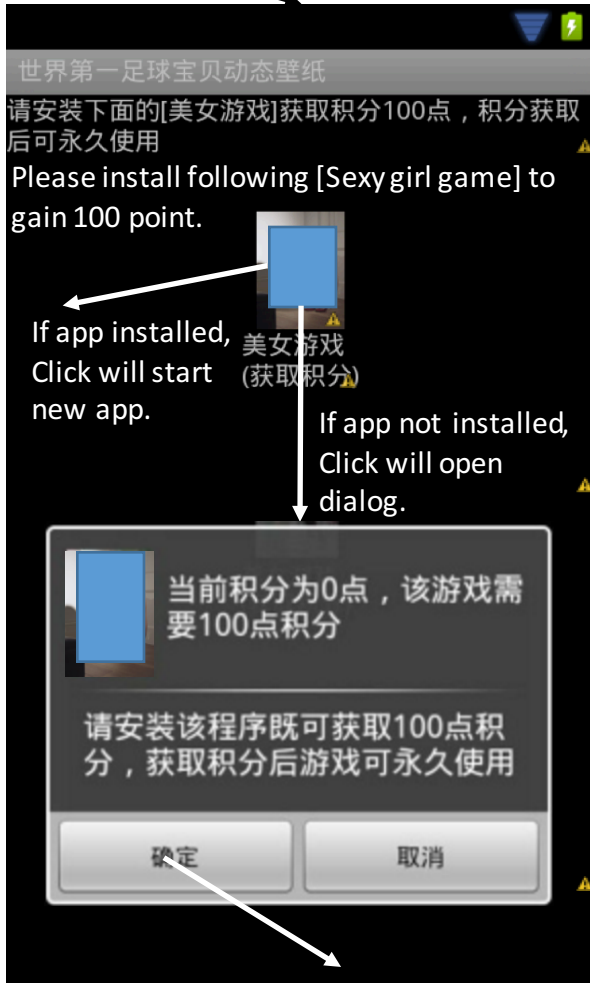 世界第一足球宝贝动态壁纸
请安装下面的[美女游戏]获取积分100点，积分获取
后可永久使用
Please install following [Sexy girl game] to
gain 100 point.
If app installed,
Click will start
new app.
美女游戏
(获取积分)
If app not installed,
Click will open
dialog.
当前积分为0点，该游戏需
要100点积分
请安装该程序既可获取100点积
分，获取积分后游戏可永久使用
确定
取消